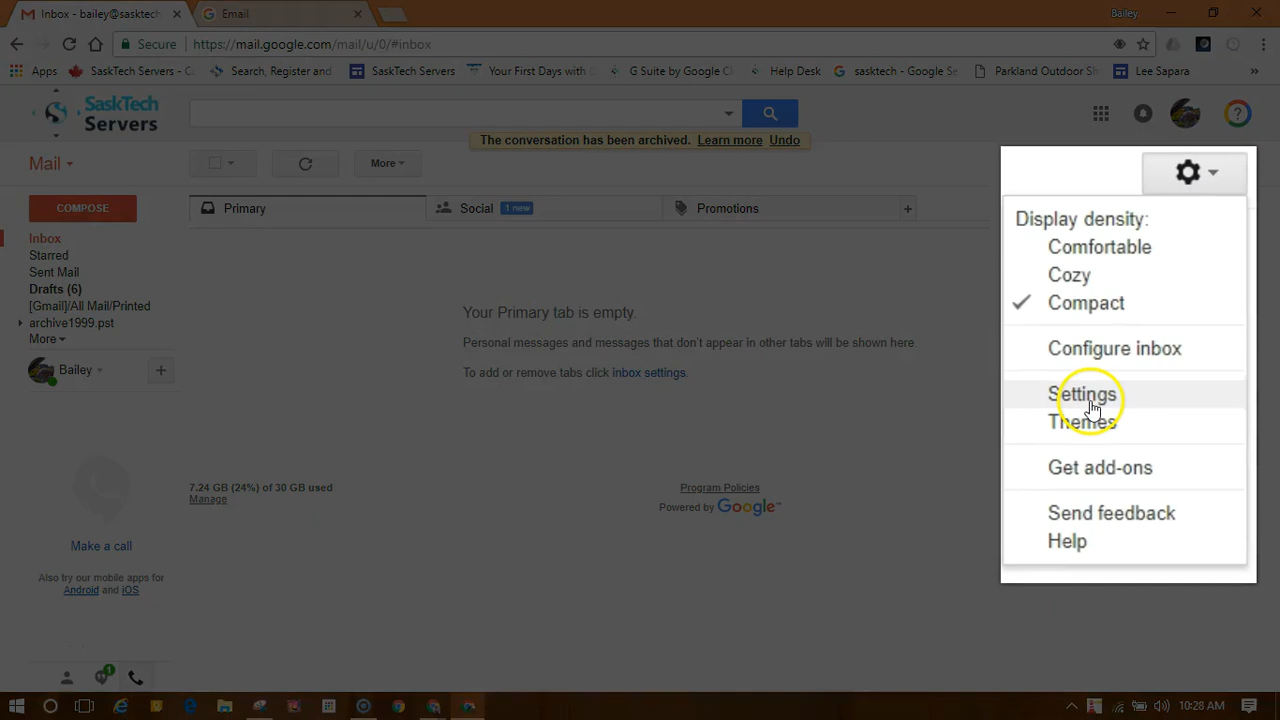 Inbox - bailey@sasktech
Email
Bailey
Secure
https://mail.google.com/mail/u/0/#inbox
Apps
SaskTech Servers - C
Search, Register and
SaskTech Servers
Your First Days with
G Suite by Google Cl
Help Desk
sasktech - Google Se
Parkland Outdoor Sh
Lee Sapara
SaskTech
Servers
The conversation has been archived. Learn more Undo
Mail
More
COMPOSE
Primary
Social 1 new
Promotions
Inbox
Starred
Sent Mail
Drafts (6)
[Gmail]/All Mail/Printed
archive1999.pst
More
Bailey
Your Primary tab is empty.
Personal messages and messages that don't appear in other tabs will be shown here.
To add or remove tabs click inbox settings.
7.24 GB (24%) of 30 GB used
Manage
Program Policies
Powered by Google™
Make a call
Also try our mobile apps for
Android and iOS
1
Display density:
Comfortable
Cozy
Compact
Configure inbox
Settings
Themes
Get add-ons
Send feedback
Help
10:28 AM